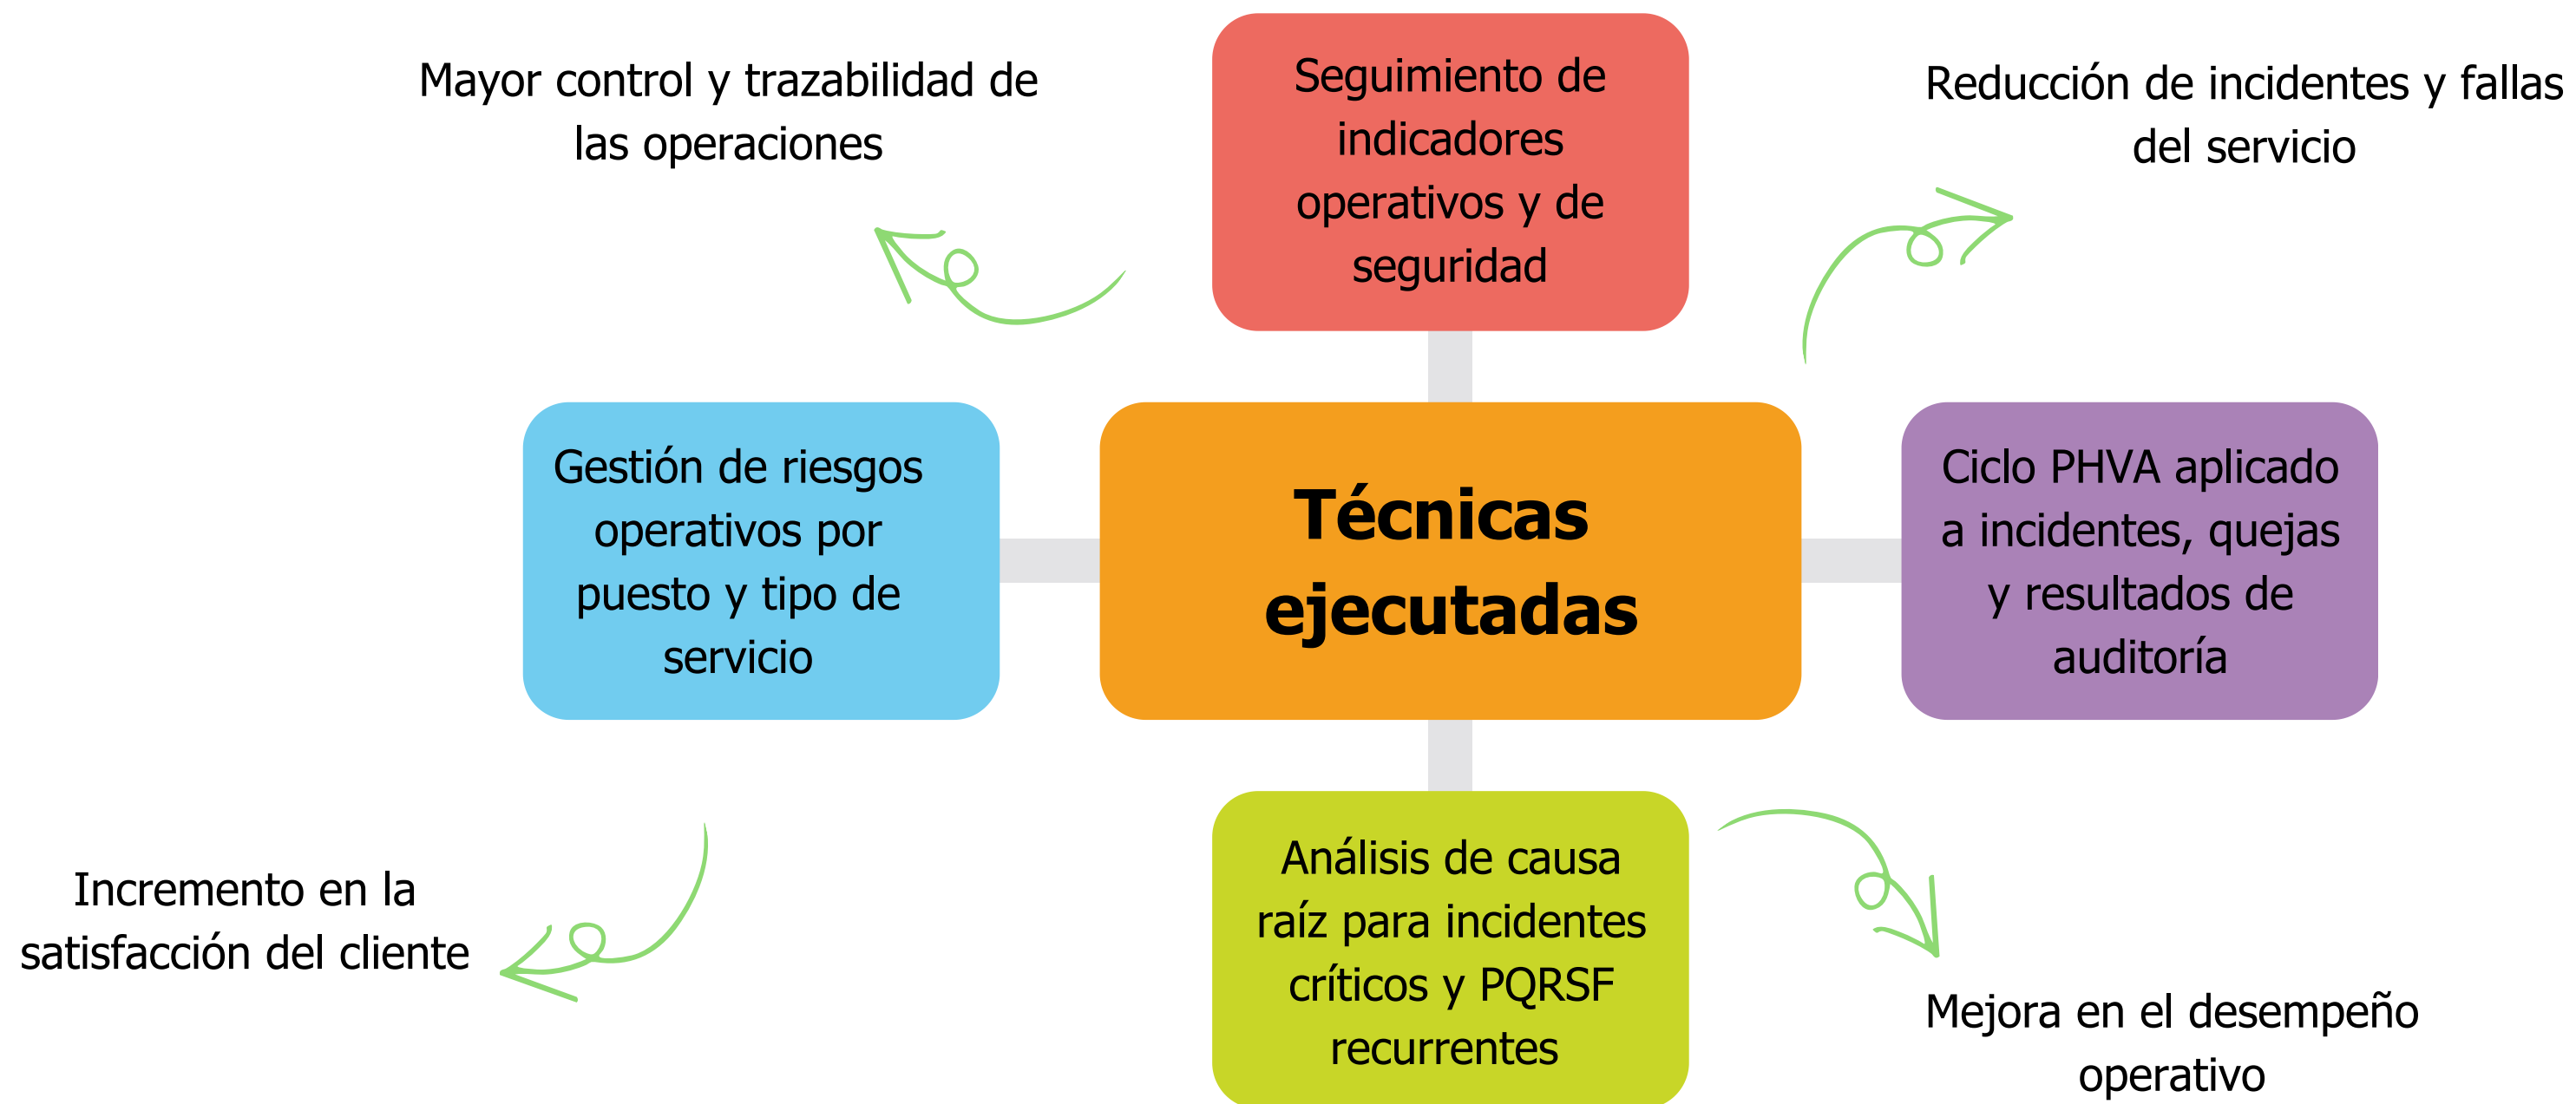 Mayor control y trazabilidad de
las operaciones
Seguimiento de
indicadores
operativos y de
seguridad
Reducción de incidentes y fallas
del servicio
Gestión de riesgos
operativos por
puesto y tipo de
servicio
Técnicas
ejecutadas
Ciclo PHVA aplicado
a incidentes, quejas
y resultados de
auditoría
Incremento en la
satisfacción del cliente
Análisis de causa
raíz para incidentes
críticos y PQRSF
recurrentes
Mejora en el desempeño
operativo